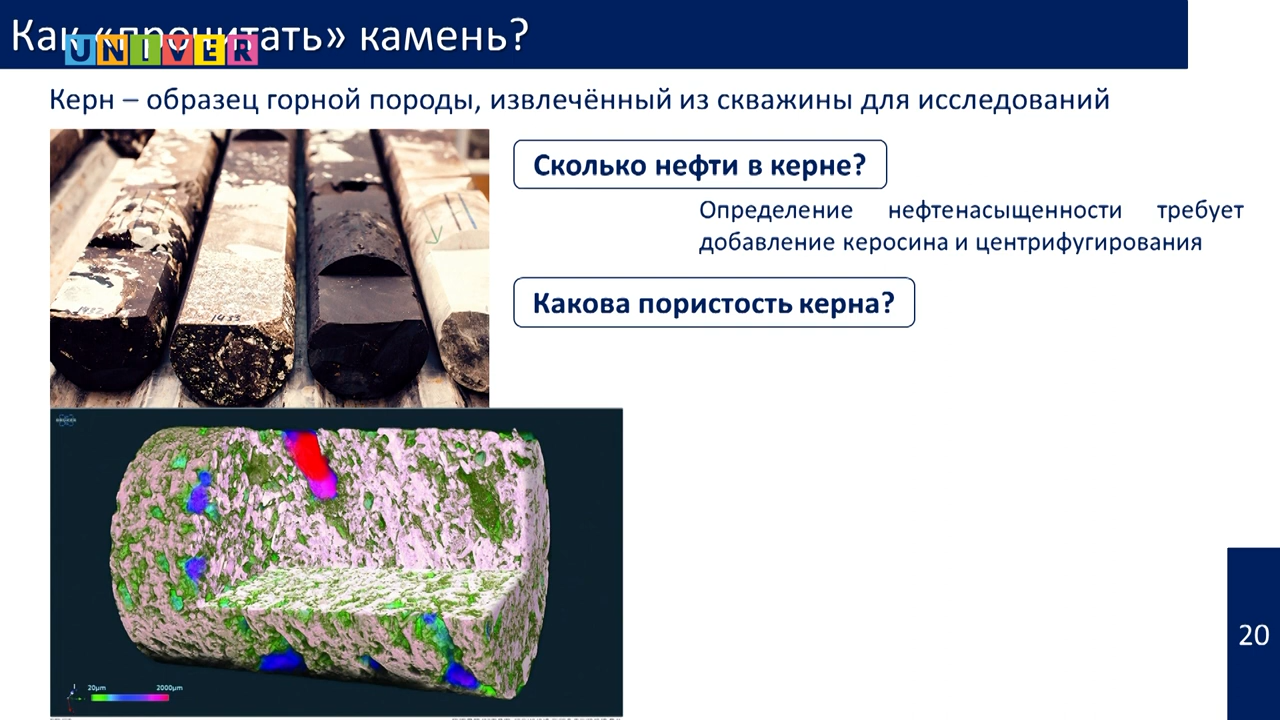 Как «прочитать» камень?
UNIVER
Керн – образец горной породы, извлечённый из скважины для исследований
Сколько нефти в керне?
Определение нефтенасыщенности требует
добавление керосина и центрифугирования
Какова пористость керна?
1433
20µm 2000µm
20